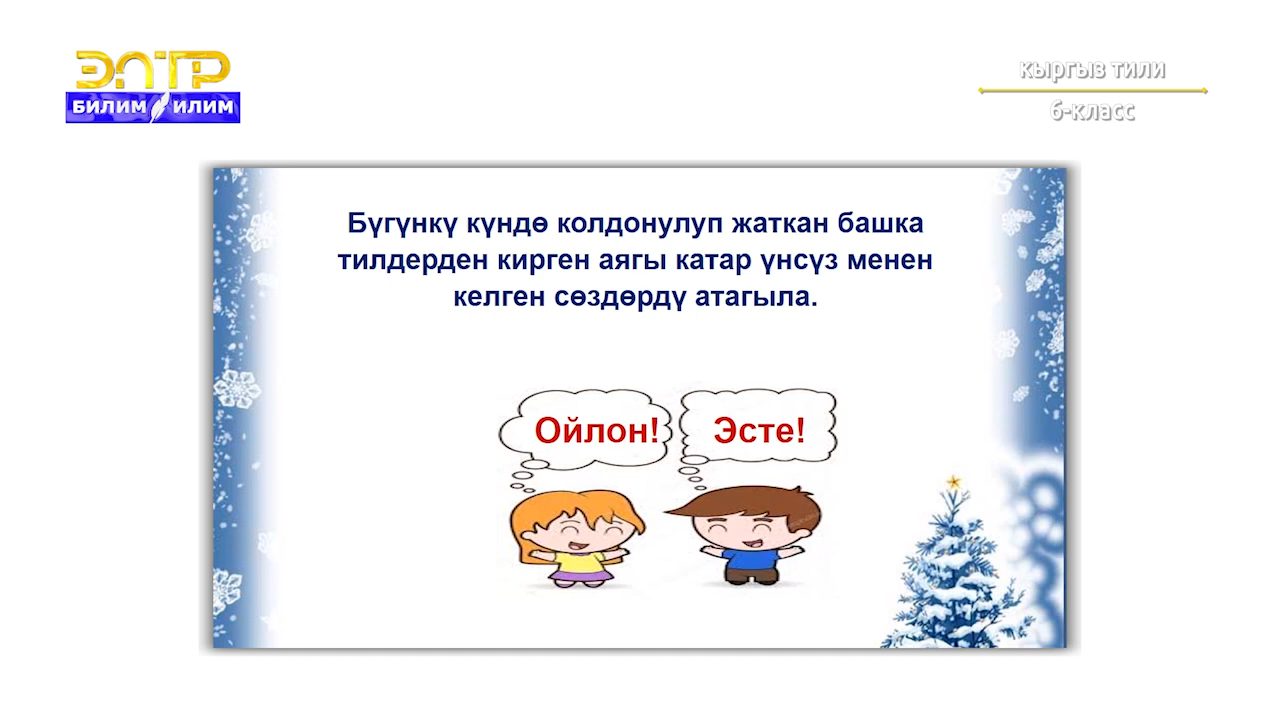 ЭЛТР
БИЛИМ ИЛИМ
кыргыз тили
6-класс
Бүгүнкү күндө колдонулуп жаткан башка
тилдерден кирген аягы катар үнсүз менен
келген сөздөрдү атагыла.
Ойлон!
Эсте!